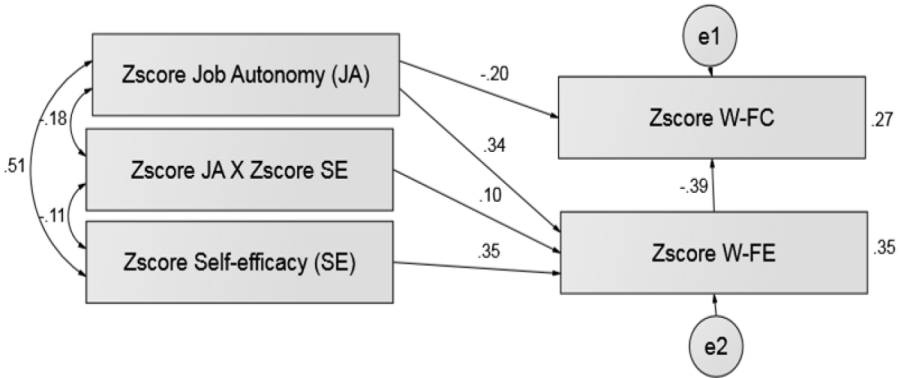 e1
Zscore Job Autonomy (JA)
-.20
Zscore W-FC
.27
-.18
.34
.51
Zscore JA X Zscore SE
.10
-.39
-.11
Zscore Self-efficacy (SE)
.35
Zscore W-FE
.35
e2